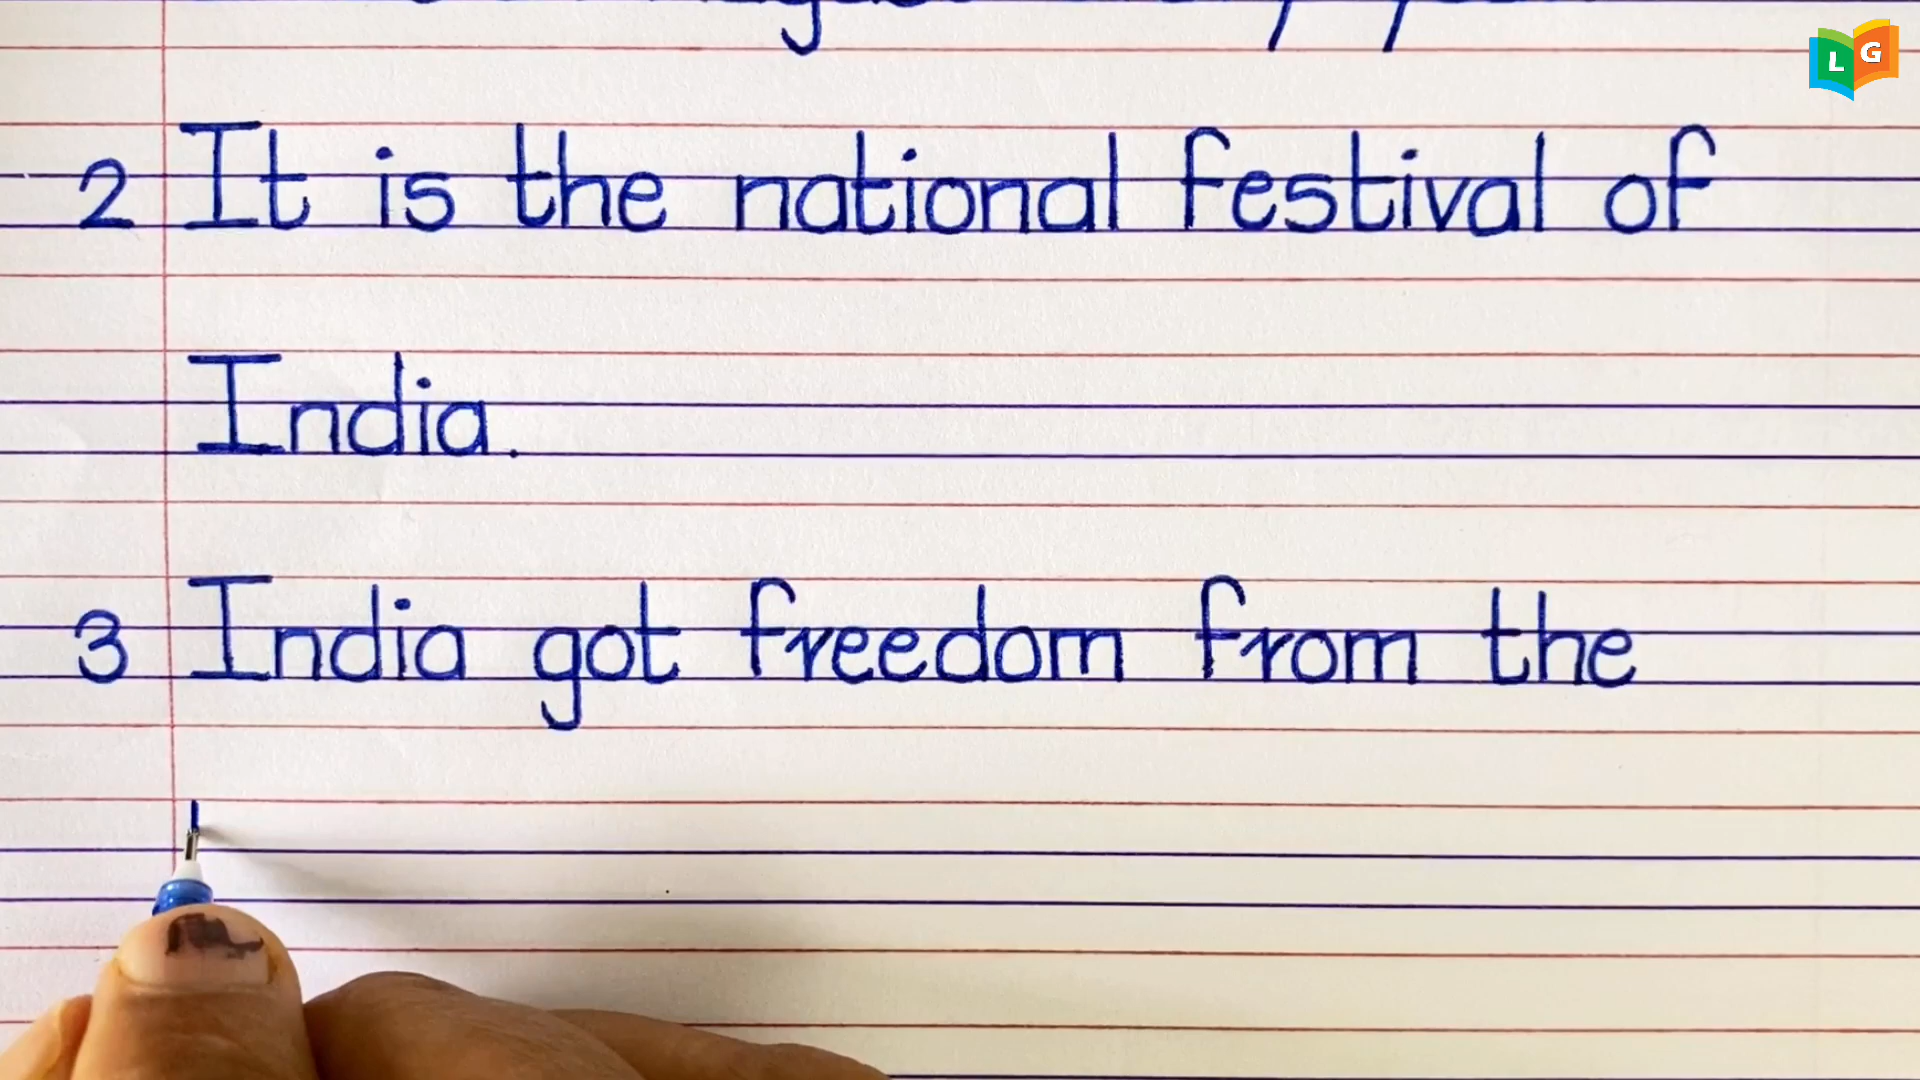 L G
2 It is the national festival of
India.
3 India got freedom from the